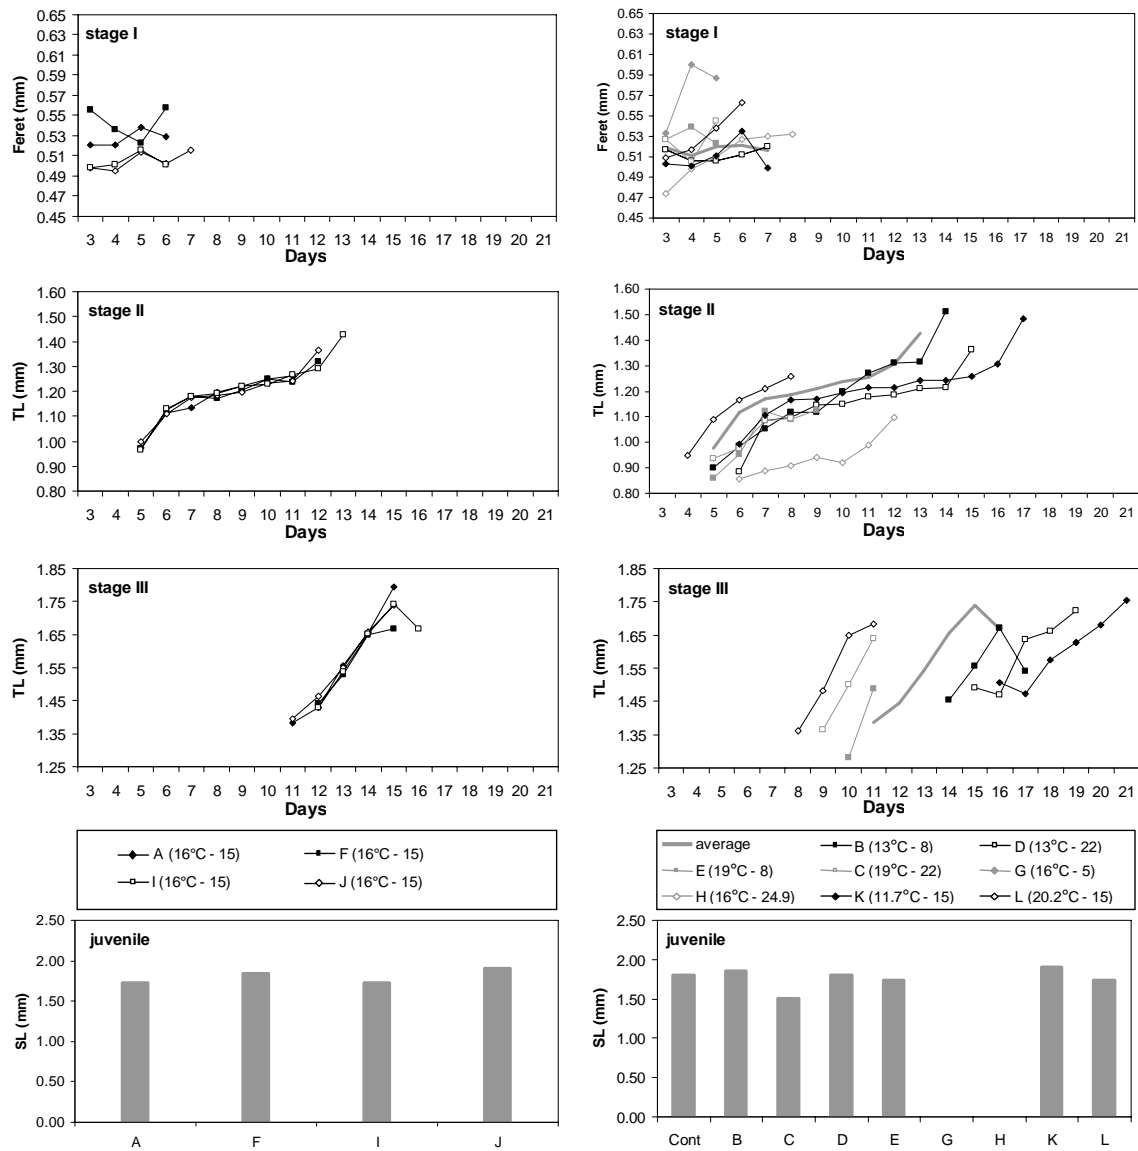 stage I
Feret (mm)
0.65
0.63
0.61
0.59
0.57
0.55
0.53
0.51
0.49
0.47
0.45
3 4 5 6 7 8 9 10 11 12 13 14 15 16 17 18 19 20 21
Days
stage I
Feret (mm)
0.65
0.63
0.61
0.59
0.57
0.55
0.53
0.51
0.49
0.47
0.45
3 4 5 6 7 8 9 10 11 12 13 14 15 16 17 18 19 20 21
Days
stage II
TL (mm)
1.60
1.50
1.40
1.30
1.20
1.10
1.00
0.90
0.80
3 4 5 6 7 8 9 10 11 12 13 14 15 16 17 18 19 20 21
Days
stage II
TL (mm)
1.60
1.50
1.40
1.30
1.20
1.10
1.00
0.90
0.80
3 4 5 6 7 8 9 10 11 12 13 14 15 16 17 18 19 20 21
Days
stage III
TL (mm)
1.85
1.75
1.65
1.55
1.45
1.35
1.25
3 4 5 6 7 8 9 10 11 12 13 14 15 16 17 18 19 20 21
Days
stage III
TL (mm)
1.85
1.75
1.65
1.55
1.45
1.35
1.25
3 4 5 6 7 8 9 10 11 12 13 14 15 16 17 18 19 20 21
Days
A (16°C - 15) F (16°C - 15)
I (16°C - 15) J (16°C - 15)
average B (13°C - 8) D (13°C - 22)
E (19°C - 8) C (19°C - 22) G (16°C - 5)
H (16°C - 24.9) K (11.7°C - 15) L (20.2°C - 15)
juvenile
SL (mm)
2.50
2.00
1.50
1.00
0.50
0.00
A F I J
juvenile
SL (mm)
2.50
2.00
1.50
1.00
0.50
0.00
Cont B C D E G H K L